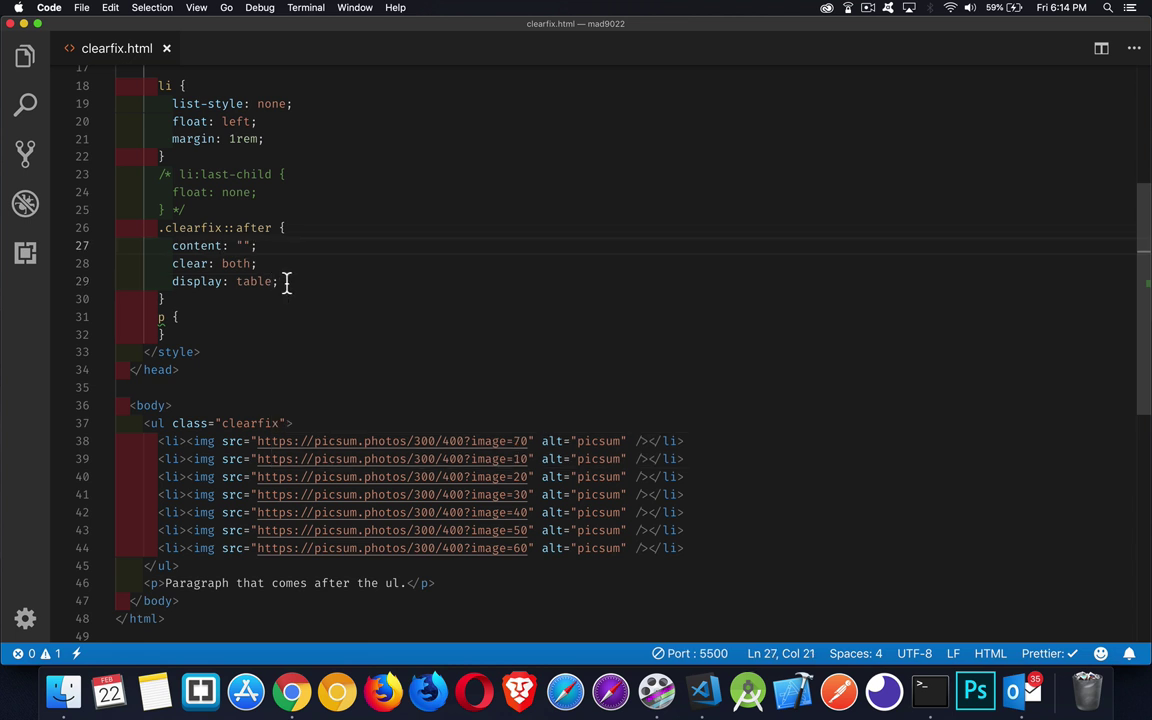 Code File Edit Selection View Go Debug Terminal Window Help 59% Fri 6:14 PM
clearfix.html — mad9022
<> clearfix.html ×
17
18 li {
19 list-style: none;
20 float: left;
21 margin: 1rem;
22 }
23 /* li:last-child {
24 float: none;
25 } */
26 .clearfix::after {
27 content: "";
28 clear: both;
29 display: table;
30 }
31 p {
32 }
33 </style>
34 </head>
35
36 <body>
37 <ul class="clearfix">
38 <li><img src="https://picsum.photos/300/400?image=70" alt="picsum" /></li>
39 <li><img src="https://picsum.photos/300/400?image=10" alt="picsum" /></li>
40 <li><img src="https://picsum.photos/300/400?image=20" alt="picsum" /></li>
41 <li><img src="https://picsum.photos/300/400?image=30" alt="picsum" /></li>
42 <li><img src="https://picsum.photos/300/400?image=40" alt="picsum" /></li>
43 <li><img src="https://picsum.photos/300/400?image=50" alt="picsum" /></li>
44 <li><img src="https://picsum.photos/300/400?image=60" alt="picsum" /></li>
45 </ul>
46 <p>Paragraph that comes after the ul.</p>
47 </body>
48 </html>
49
0 1 Port : 5500 Ln 27, Col 21 Spaces: 4 UTF-8 LF HTML Prettier: ✓
FEB
22
>_
Ps
35